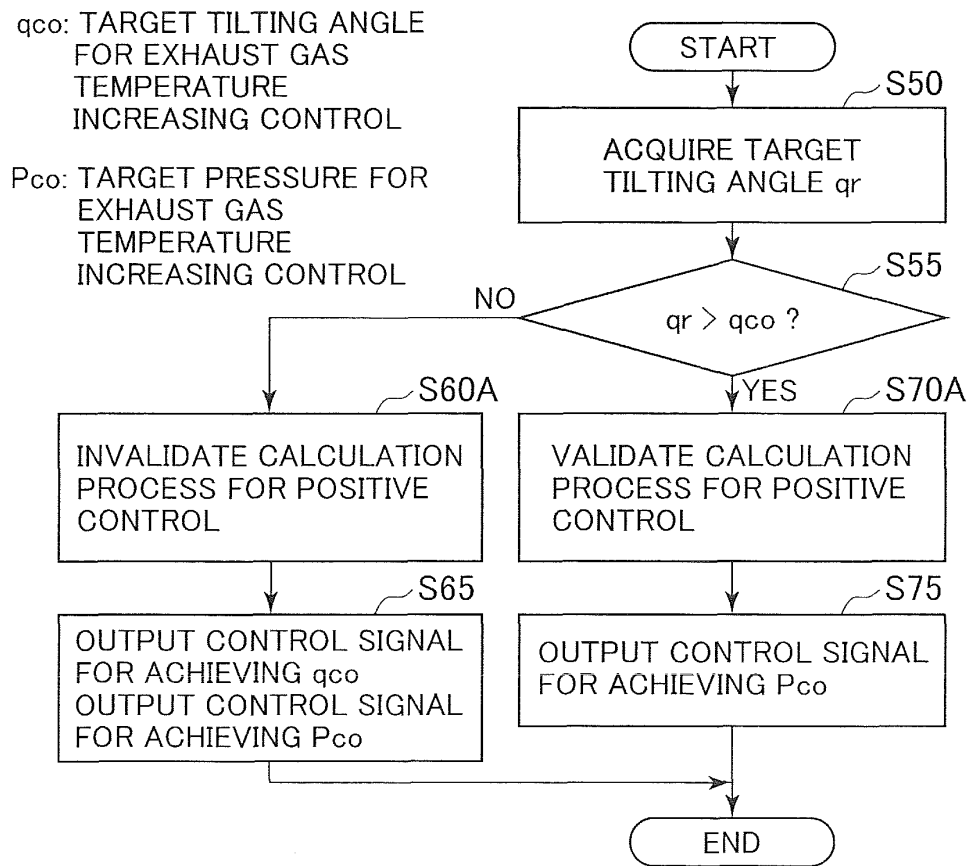 qco: TARGET TILTING ANGLE
FOR EXHAUST GAS
TEMPERATURE
INCREASING CONTROL
Pco: TARGET PRESSURE FOR
EXHAUST GAS
TEMPERATURE
INCREASING CONTROL
START
S50
ACQUIRE TARGET
TILTING ANGLE qr
S55
qr > qco ?
NO
YES
S60A
INVALIDATE CALCULATION
PROCESS FOR POSITIVE
CONTROL
S70A
VALIDATE CALCULATION
PROCESS FOR POSITIVE
CONTROL
S65
OUTPUT CONTROL SIGNAL
FOR ACHIEVING qco
OUTPUT CONTROL SIGNAL
FOR ACHIEVING Pco
S75
OUTPUT CONTROL SIGNAL
FOR ACHIEVING Pco
END